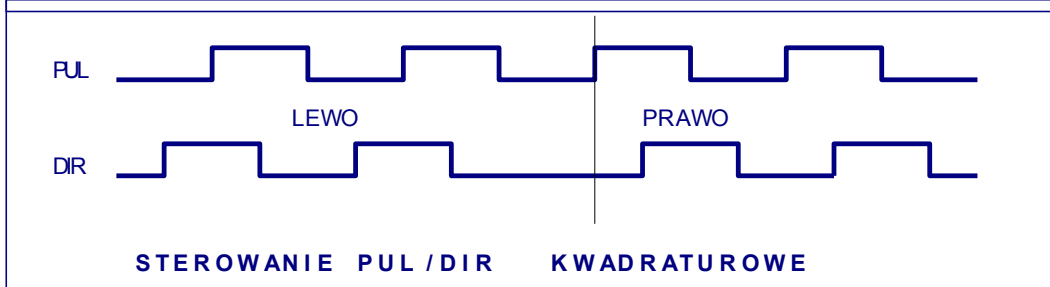 PUL
LEWO PRAWO
DIR
STEROWANIE PUL/DIR KWADRATUROWE